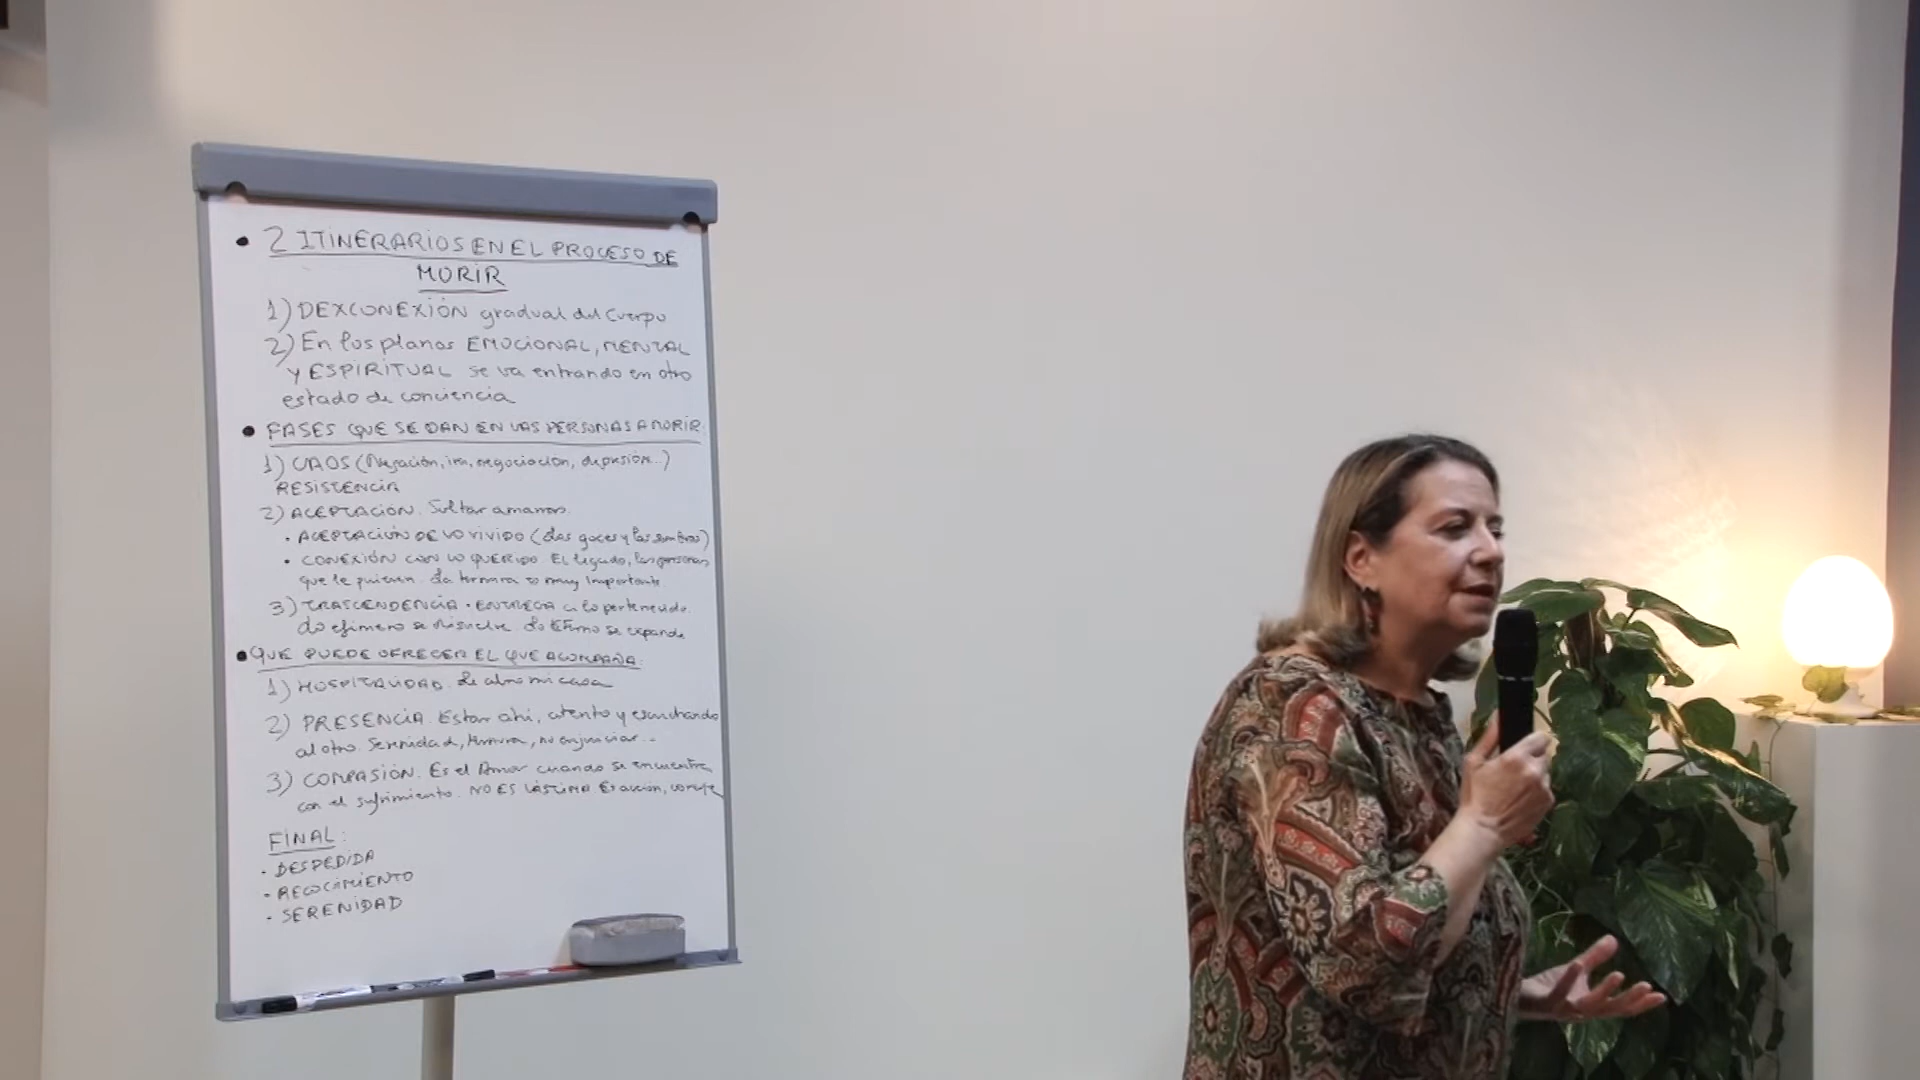 • 2 ITINERARIOS EN EL PROCESO DE
MORIR
1) DEXCONEXIÓN gradual del Cuerpo
2) En los planos EMOCIONAL, MENTAL
Y ESPIRITUAL se va entrando en otro
estado de conciencia
• FASES QUE SE DAN EN LAS PERSONAS A MORIR:
1) CAOS (Negación, ira, negociación, depresión...)
RESISTENCIA
2) ACEPTACIÓN. Soltar amarras.
• ACEPTACIÓN DE LO VIVIDO (Los goces y las sombras)
• CONEXIÓN CON LO QUERIDO El legado, las personas
que le quieren. La ternura es muy importante.
3) TRASCENDENCIA • ENTREGA a lo
Lo efímero se disuelve. Lo Eterno se expande
• QUE PUEDE OFRECER EL QUE ACOMPAÑA:
1) HOSPITALIDAD. Le abro mi casa
2) PRESENCIA. Estar ahí, atento y escuchando
al otro. Serenidad, ternura, no enjuiciar...
3) COMPASIÓN. Es el Amor cuando se encuentra
con el sufrimiento. NO ES LÁSTIMA Es acción, coraje
FINAL:
• DESPEDIDA
• RECOCIMIENTO
• SERENIDAD